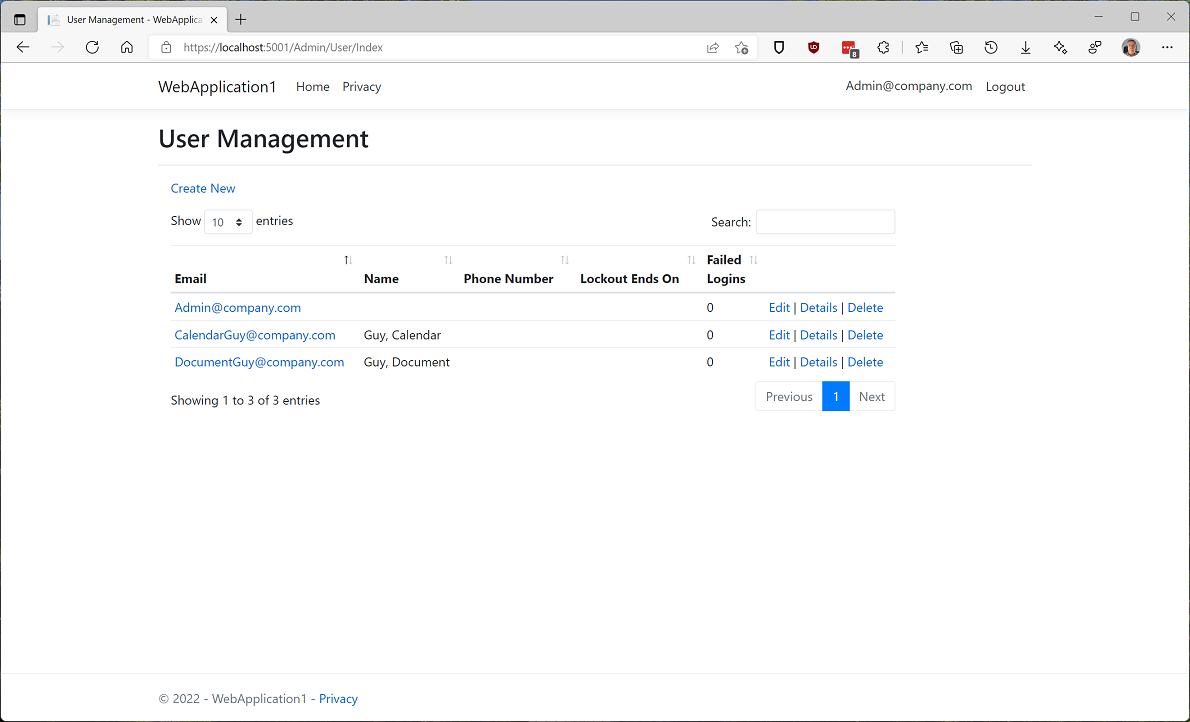 User Management - WebApplica
https://localhost:5001/Admin/User/Index
8
WebApplication1 Home Privacy Admin@company.com Logout
User Management
Create New
Show 10 entries Search:
Email Name Phone Number Lockout Ends On Failed Logins
Admin@company.com 0 Edit | Details | Delete
CalendarGuy@company.com Guy, Calendar 0 Edit | Details | Delete
DocumentGuy@company.com Guy, Document 0 Edit | Details | Delete
Showing 1 to 3 of 3 entries Previous 1 Next
© 2022 - WebApplication1 - Privacy